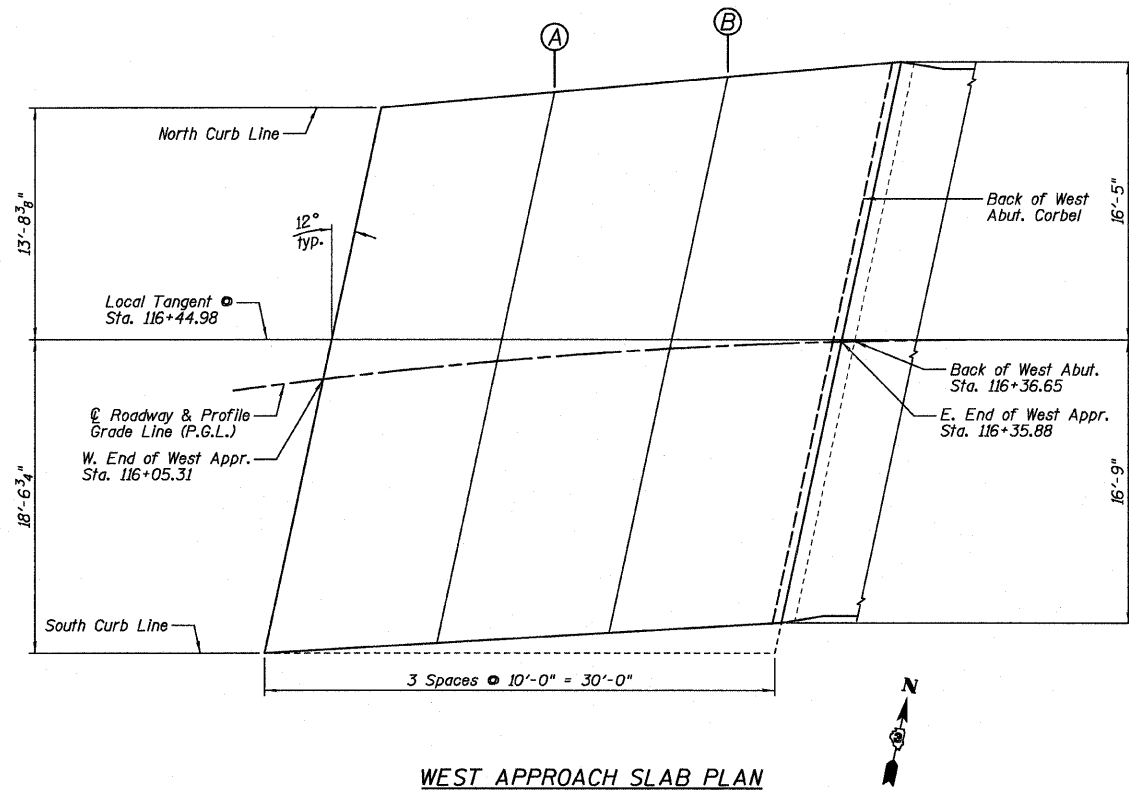 A
B
North Curb Line
13'-8 3/8"
12°
typ.
Local Tangent @
Sta. 116+44.98
℄ Roadway & Profile
Grade Line (P.G.L.)
W. End of West Appr.
Sta. 116+05.31
18'-6 3/4"
South Curb Line
3 Spaces @ 10'-0" = 30'-0"
16'-5"
Back of West
Abut. Corbel
Back of West Abut.
Sta. 116+36.65
E. End of West Appr.
Sta. 116+35.88
16'-9"
N
WEST APPROACH SLAB PLAN